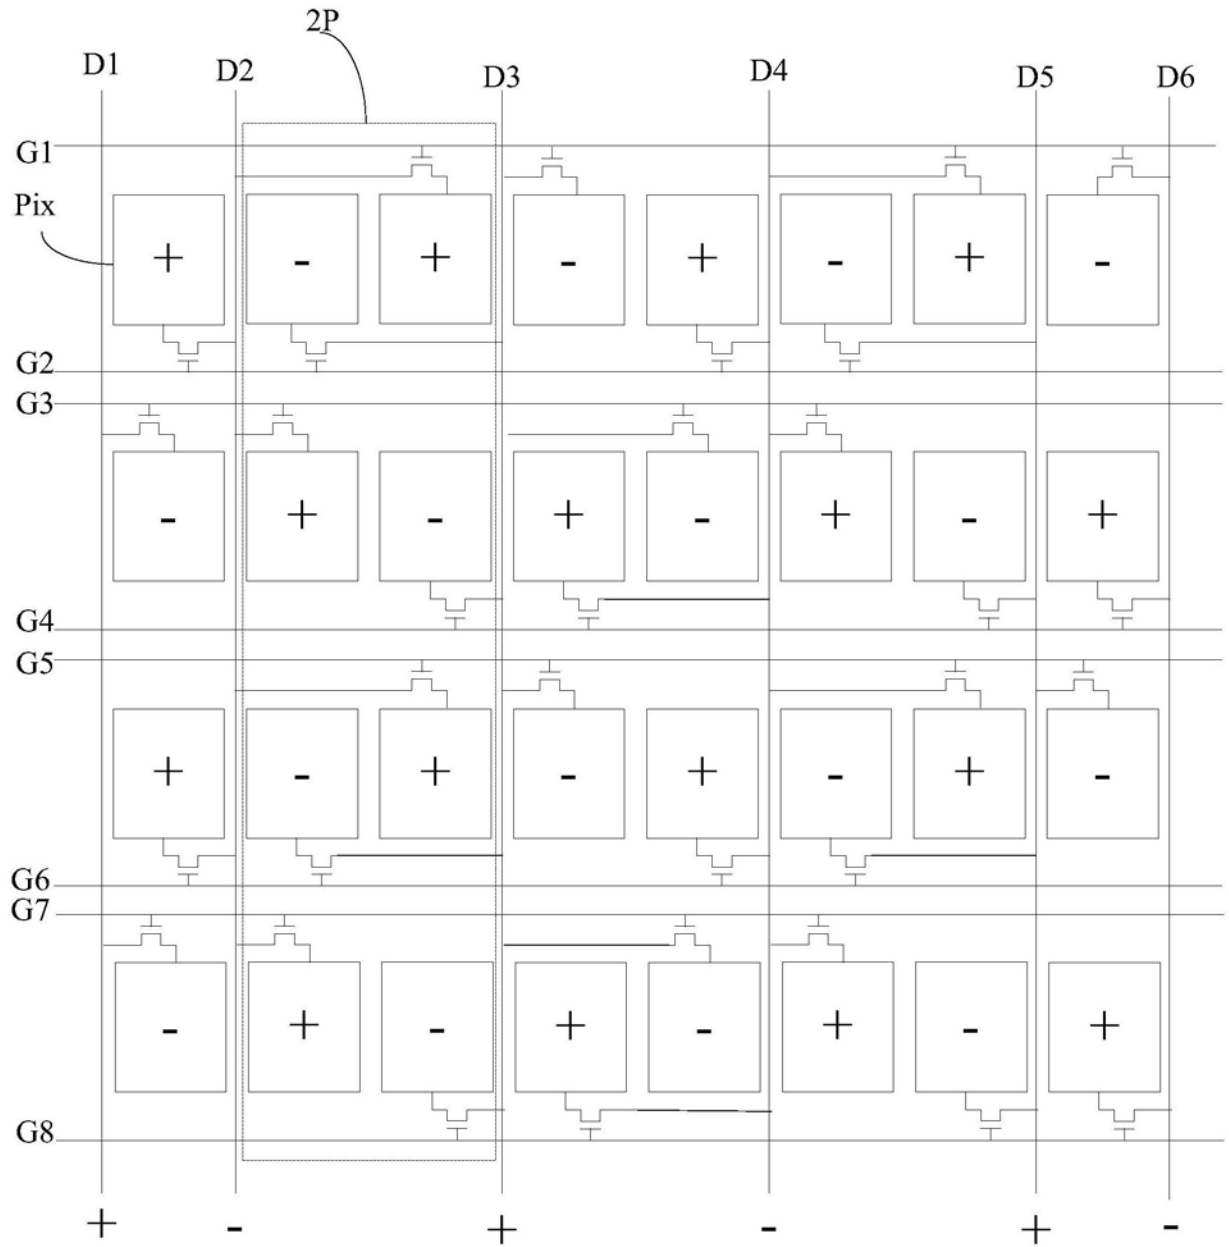 2P
D1 D2 D3 D4 D5 D6
G1
Pix
+ - + - + - + -
G2
G3
- + - + - + - +
G4
G5
+ - + - + - + -
G6
G7
- + - + - + - +
G8
+ - + - + -